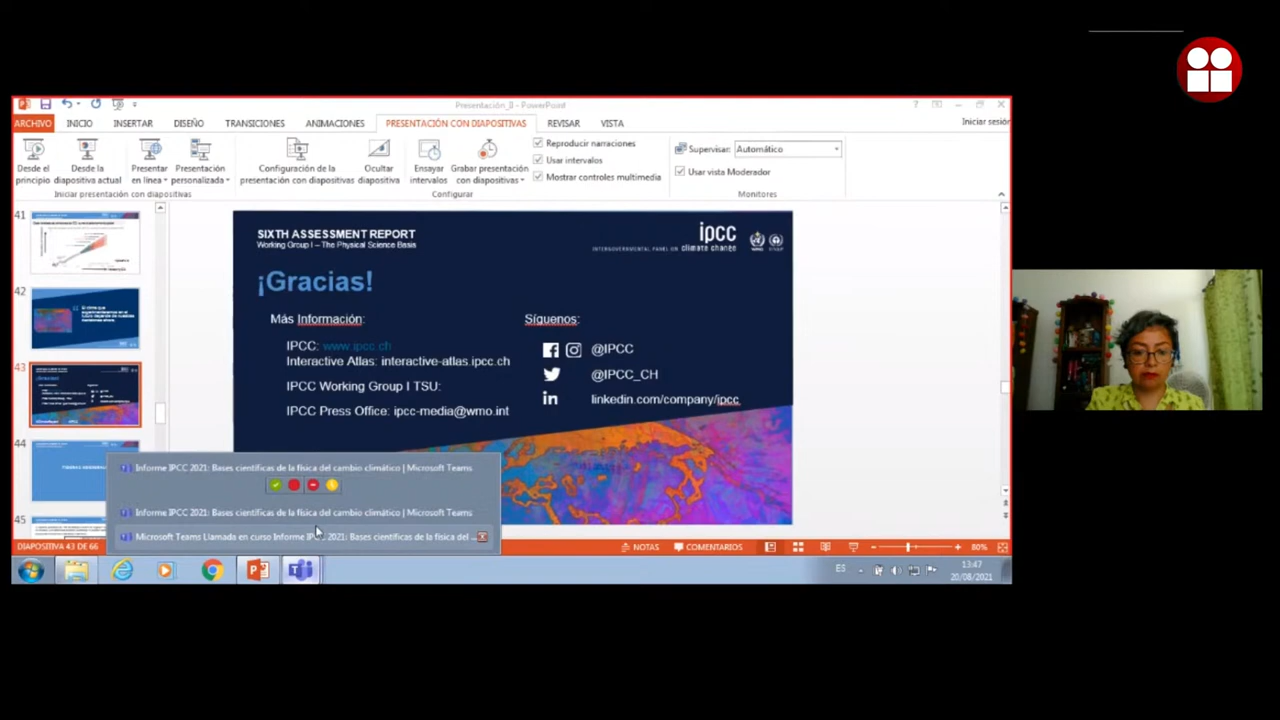 Presentación_II - PowerPoint
ARCHIVO INICIO INSERTAR DISEÑO TRANSICIONES ANIMACIONES PRESENTACIÓN CON DIAPOSITIVAS REVISAR VISTA Iniciar sesión
Desde el principio
Desde la diapositiva actual
Presentar en línea
Presentación personalizada
Iniciar presentación con diapositivas
Configuración de la presentación con diapositivas
Ocultar diapositiva
Ensayar intervalos
Grabar presentación con diapositivas
Reproducir narraciones
Usar intervalos
Mostrar controles multimedia
Configurar
Supervisar: Automático
Usar vista Moderador
Monitores
41
42
43
44
45
SIXTH ASSESSMENT REPORT
Working Group I – The Physical Science Basis
ipcc
INTERGOVERNMENTAL PANEL ON climate change
¡Gracias!
Más Información:
IPCC: www.ipcc.ch
Interactive Atlas: interactive-atlas.ipcc.ch
IPCC Working Group I TSU:
IPCC Press Office: ipcc-media@wmo.int
Síguenos:
@IPCC
@IPCC_CH
linkedin.com/company/ipcc
Informe IPCC 2021: Bases científicas de la física del cambio climático | Microsoft Teams
Informe IPCC 2021: Bases científicas de la física del cambio climático | Microsoft Teams
Microsoft Teams Llamada en curso Informe 2021: Bases científicas de la física del ...
DIAPOSITIVA 43 DE 66 NOTAS COMENTARIOS 80%
ES 13:47
20/08/2021